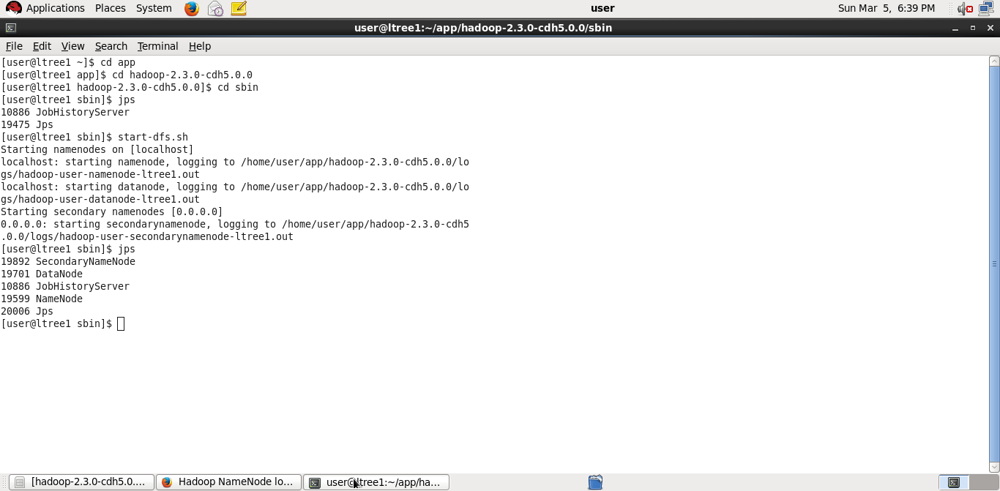 Applications Places System user Sun Mar 5, 6:39 PM
user@ltree1:~/app/hadoop-2.3.0-cdh5.0.0/sbin
File Edit View Search Terminal Help
[user@ltree1 ~]$ cd app
[user@ltree1 app]$ cd hadoop-2.3.0-cdh5.0.0
[user@ltree1 hadoop-2.3.0-cdh5.0.0]$ cd sbin
[user@ltree1 sbin]$ jps
10886 JobHistoryServer
19475 Jps
[user@ltree1 sbin]$ start-dfs.sh
Starting namenodes on [localhost]
localhost: starting namenode, logging to /home/user/app/hadoop-2.3.0-cdh5.0.0/lo
gs/hadoop-user-namenode-ltree1.out
localhost: starting datanode, logging to /home/user/app/hadoop-2.3.0-cdh5.0.0/lo
gs/hadoop-user-datanode-ltree1.out
Starting secondary namenodes [0.0.0.0]
0.0.0.0: starting secondarynamenode, logging to /home/user/app/hadoop-2.3.0-cdh5
.0.0/logs/hadoop-user-secondarynamenode-ltree1.out
[user@ltree1 sbin]$ jps
19892 SecondaryNameNode
19701 DataNode
10886 JobHistoryServer
19599 NameNode
20006 Jps
[user@ltree1 sbin]$
[hadoop-2.3.0-cdh5.0.... Hadoop NameNode lo... user@ltree1:~/app/ha...